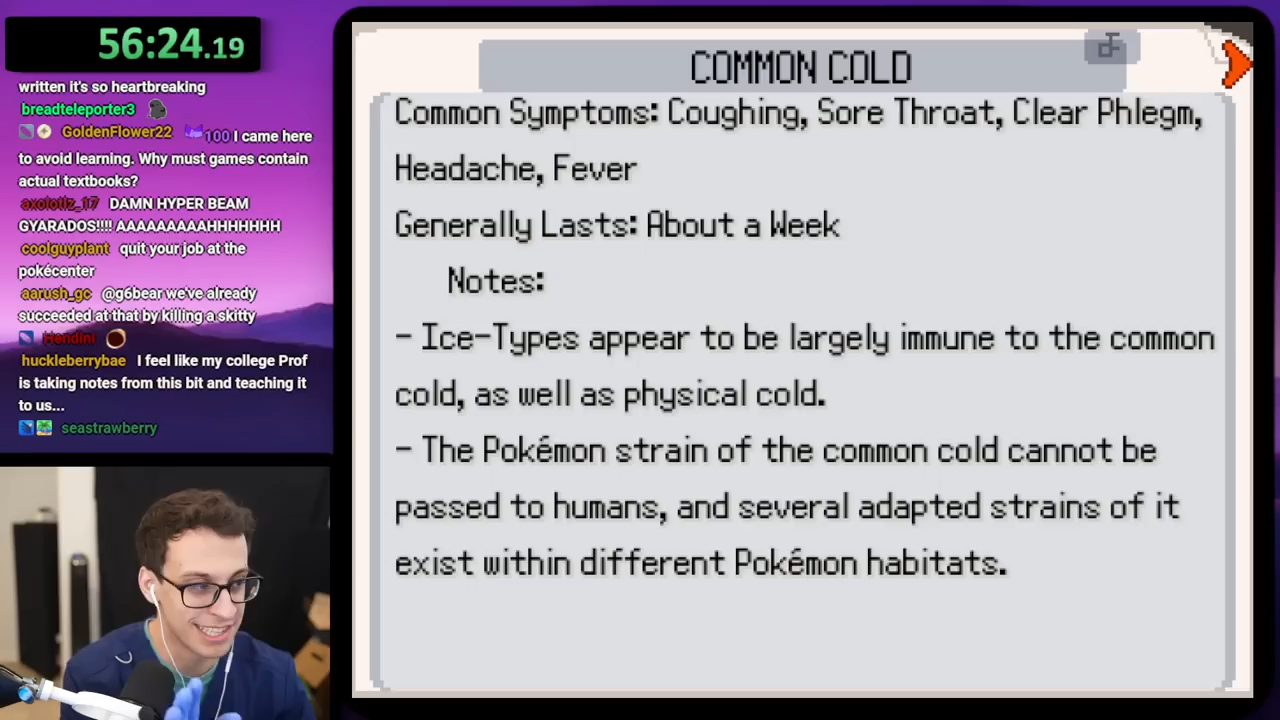 56:24.19
written it's so heartbreaking
breadteleporter3
GoldenFlower22 100 I came here
to avoid learning. Why must games contain
actual textbooks?
axolotlz_17 DAMN HYPER BEAM
GYARADOS!!!! AAAAAAAAAHHHHHHH
coolguyplant quit your job at the
pokécenter
aarush_gc @g6bear we've already
succeeded at that by killing a skitty
Hendini
huckleberrybae I feel like my college Prof
is taking notes from this bit and teaching it
to us...
seastrawberry
COMMON COLD
Common Symptoms: Coughing, Sore Throat, Clear Phlegm,
Headache, Fever
Generally Lasts: About a Week
Notes:
- Ice-Types appear to be largely immune to the common
cold, as well as physical cold.
- The Pokémon strain of the common cold cannot be
passed to humans, and several adapted strains of it
exist within different Pokémon habitats.